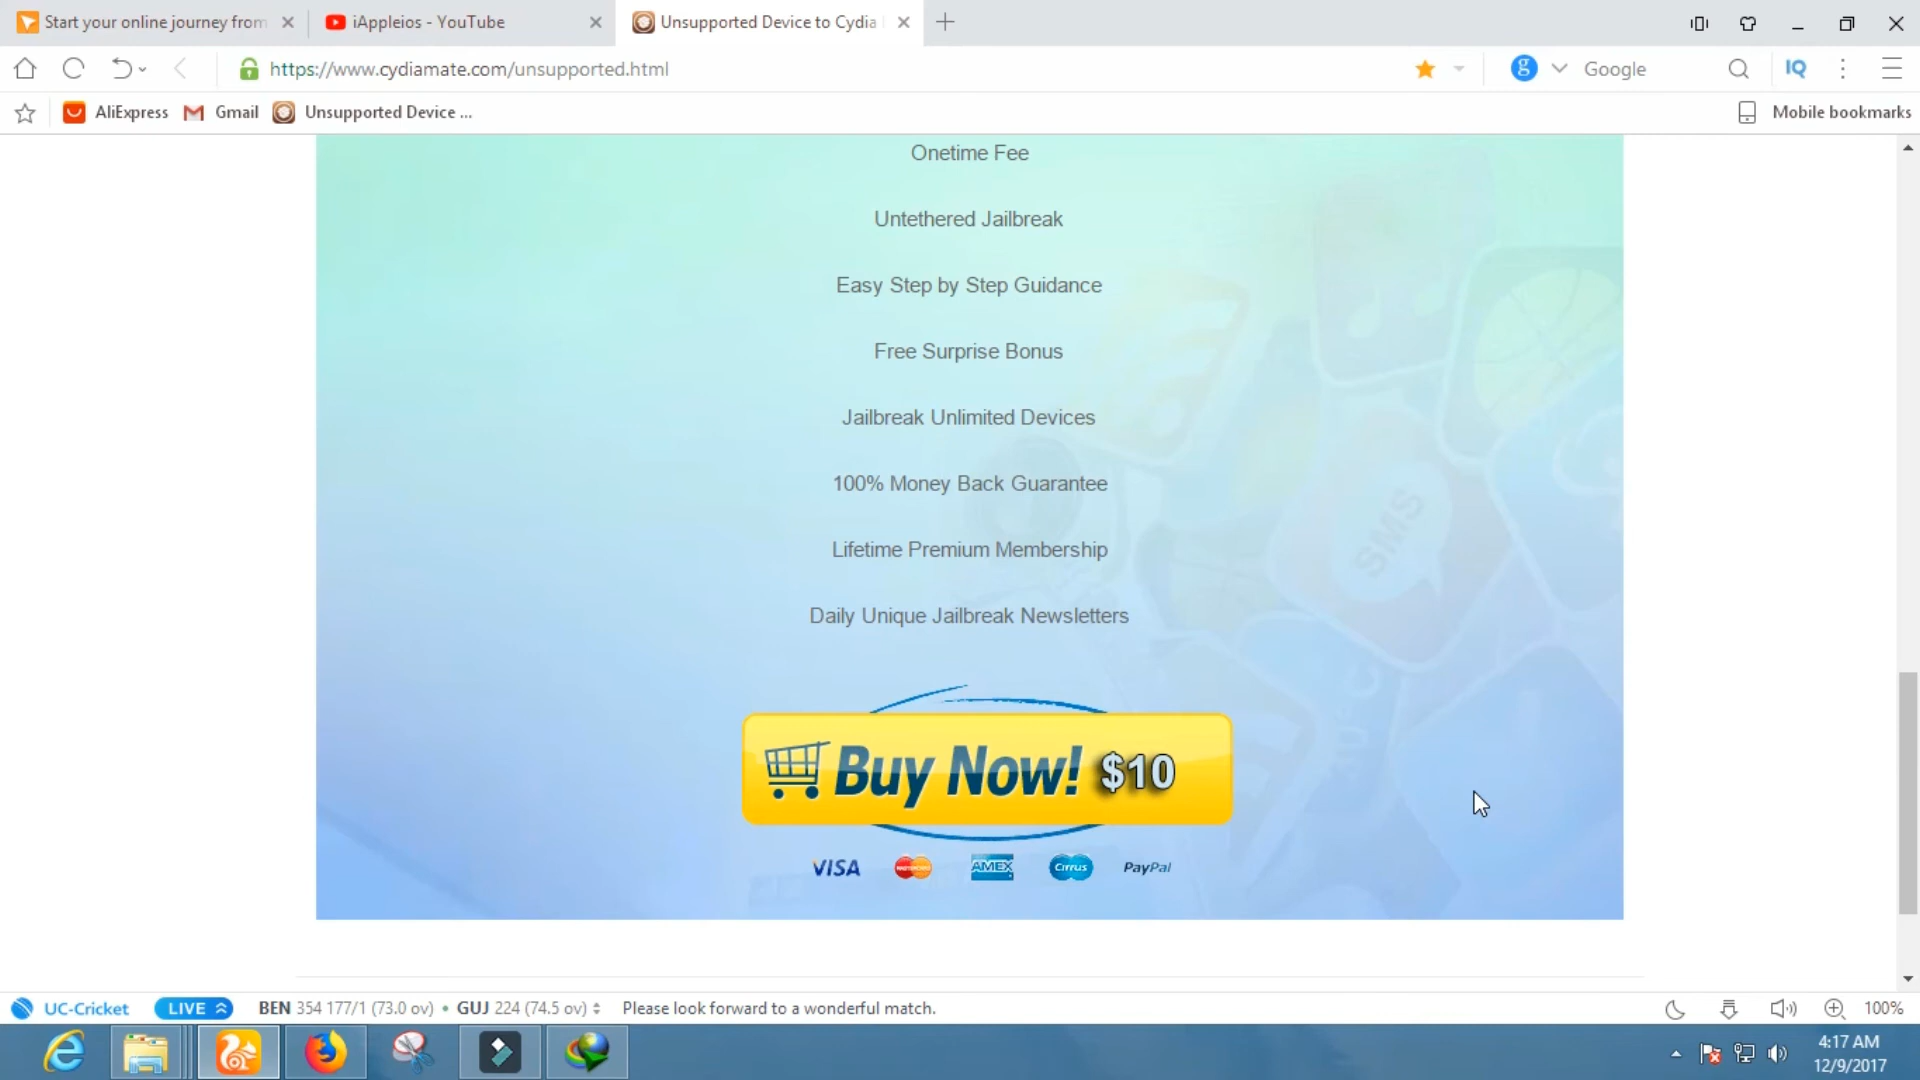 Start your online journey from
iAppleios - YouTube
Unsupported Device to Cydia
https://www.cydiamate.com/unsupported.html
Google
IQ
AliExpress
Gmail
Unsupported Device ...
Mobile bookmarks
Onetime Fee
Untethered Jailbreak
Easy Step by Step Guidance
Free Surprise Bonus
Jailbreak Unlimited Devices
100% Money Back Guarantee
Lifetime Premium Membership
Daily Unique Jailbreak Newsletters
SMS
Buy Now! $10
VISA
MasterCard
AMEX
Cirrus
PayPal
UC-Cricket
LIVE
BEN 354 177/1 (73.0 ov) • GUJ 224 (74.5 ov)
Please look forward to a wonderful match.
100%
4:17 AM
12/9/2017